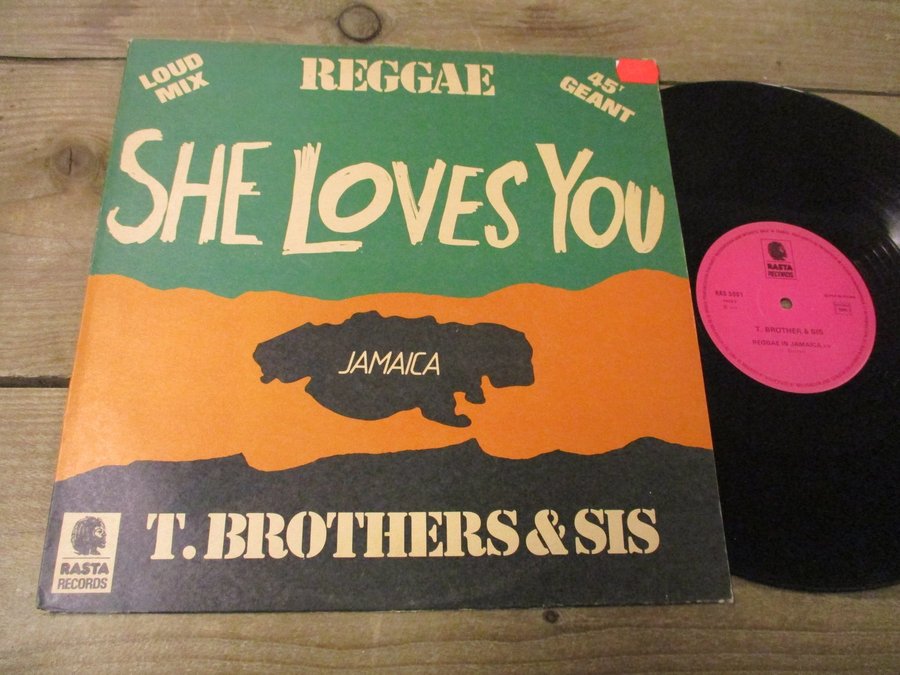 LOUD
MIX
REGGAE
45T
GEANT
SHE LOVES YOU
JAMAICA
T. BROTHERS & SIS
RASTA
RECORDS
RASTA
RECORDS
T. BROTHER & SIS
REGGAE IN JAMAICA